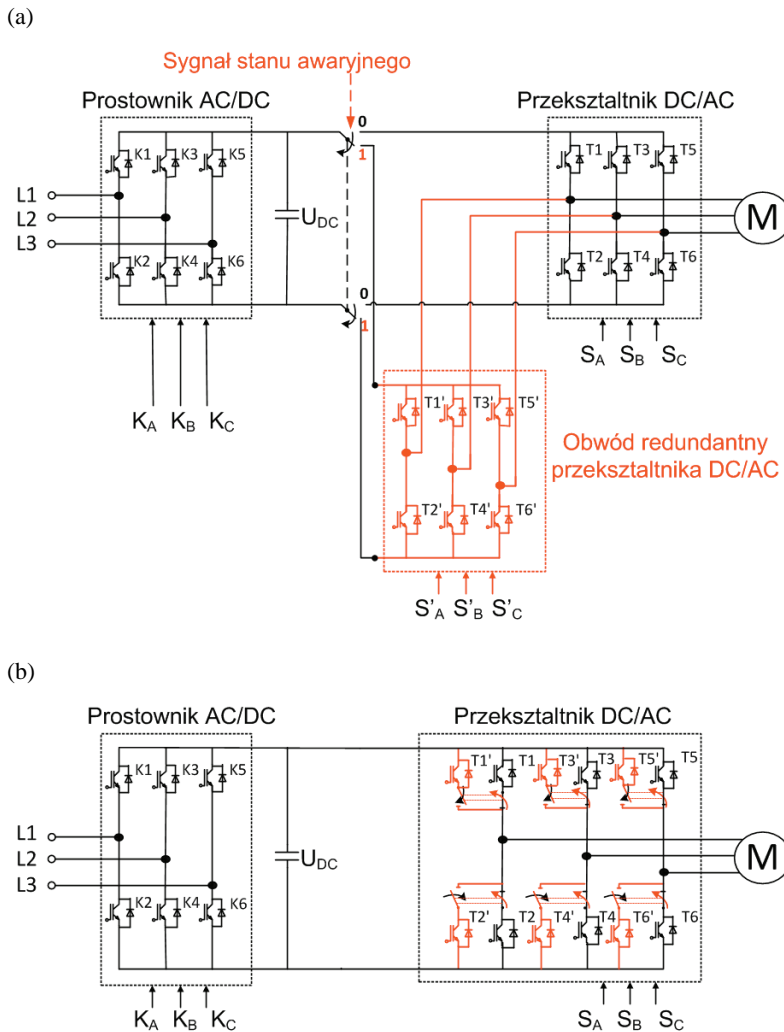 (a)
Sygnał stanu awaryjnego
Prostownik AC/DC
Przekształtnik DC/AC
0
1
K1 K3 K5
T1 T3 T5
L1
L2
L3
U_DC
M
K2 K4 K6
T2 T4 T6
0
1
S_A S_B S_C
K_A K_B K_C
T1' T3' T5'
Obwód redundantny
przekształtnika DC/AC
T2' T4' T6'
S'_A S'_B S'_C
(b)
Prostownik AC/DC
Przekształtnik DC/AC
K1 K3 K5
T1' T1 T3' T3 T5' T5
L1
L2
L3
U_DC
M
K2 K4 K6
T2' T2 T4' T4 T6' T6
K_A K_B K_C
S_A S_B S_C